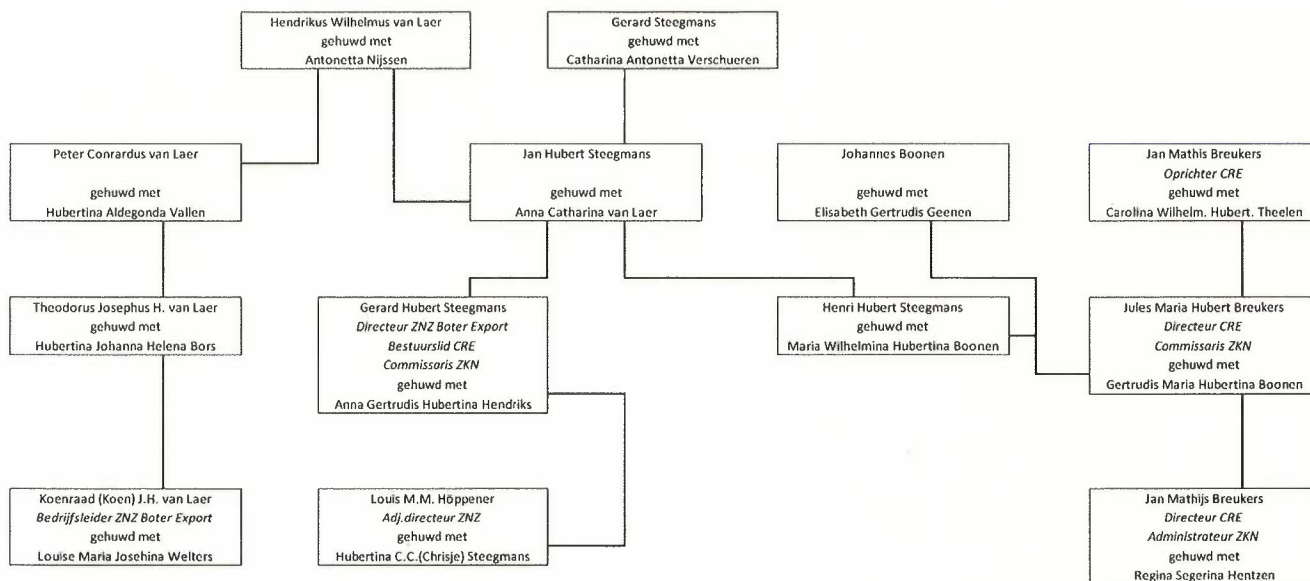 Hendrikus Wilhelmus van Laer
gehuwd met
Antonetta Nijssen
Gerard Steegmans
gehuwd met
Catharina Antonetta Verschueren
Peter Conrardus van Laer
gehuwd met
Hubertina Aldegonda Vallen
Jan Hubert Steegmans
gehuwd met
Anna Catharina van Laer
Johannes Boonen
gehuwd met
Elisabeth Gertrudis Geenen
Jan Mathis Breukers
Oprichter CRE
gehuwd met
Carolina Wilhelm. Hubert. Theelen
Theodorus Josephus H. van Laer
gehuwd met
Hubertina Johanna Helena Bors
Gerard Hubert Steegmans
Directeur ZNZ Boter Export
Bestuurslid CRE
Commissaris ZKN
gehuwd met
Anna Gertrudis Hubertina Hendriks
Henri Hubert Steegmans
gehuwd met
Maria Wilhelmina Hubertina Boonen
Jules Maria Hubert Breukers
Directeur CRE
Commissaris ZKN
gehuwd met
Gertrudis Maria Hubertina Boonen
Koenraad (Koen) J.H. van Laer
Bedrijfsleider ZNZ Boter Export
gehuwd met
Louise Maria Josehina Welters
Louis M.M. Höppener
Adj.directeur ZNZ
gehuwd met
Hubertina C.C.(Chrisje) Steegmans
Jan Mathijs Breukers
Directeur CRE
Administrateur ZKN
gehuwd met
Regina Segerina Hentzen